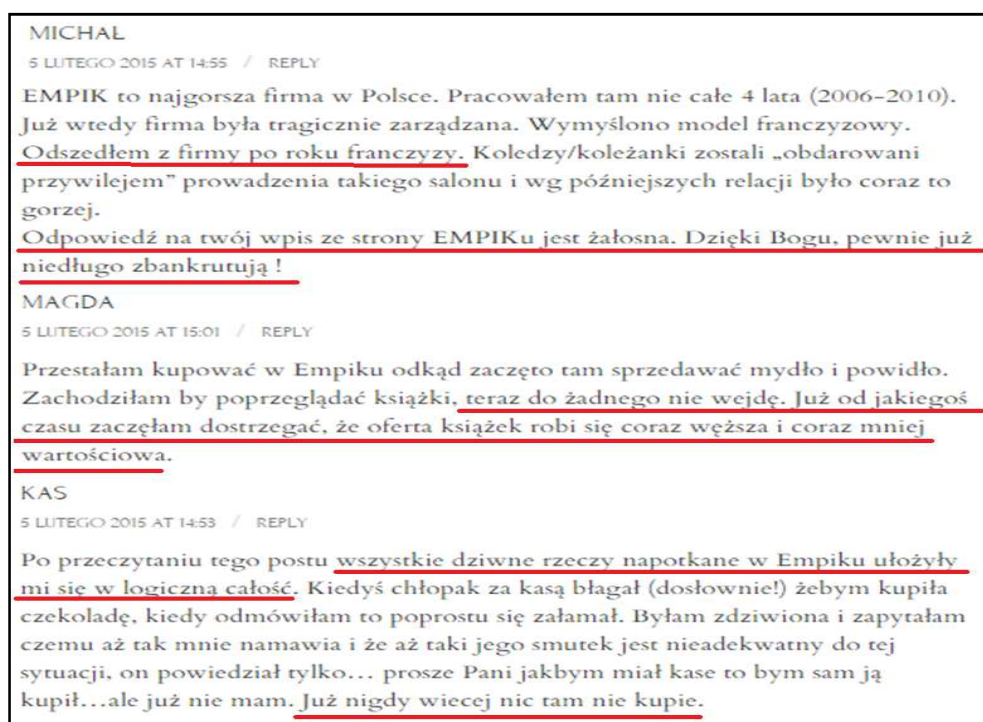 MICHAŁ
5 LUTEGO 2015 AT 14:55 / REPLY
EMPIK to najgorsza firma w Polsce. Pracowałem tam nie całe 4 lata (2006-2010).
Już wtedy firma była tragicznie zarządzana. Wymyślono model franczyzowy.
Odszedłem z firmy po roku franczyzy. Koledzy/koleżanki zostali „obdarowani
przywilejem” prowadzenia takiego salonu i wg późniejszych relacji było coraz to
gorzej.
Odpowiedź na twój wpis ze strony EMPIKu jest żałosna. Dzięki Bogu, pewnie już
niedługo zbankrutują !
MAGDA
5 LUTEGO 2015 AT 15:01 / REPLY
Przestałam kupować w Empiku odkąd zaczęto tam sprzedawać mydło i powidło.
Zachodziłam by poprzeglądać książki, teraz do żadnego nie wejdę. Już od jakiegoś
czasu zaczęłam dostrzegać, że oferta książek robi się coraz węższa i coraz mniej
wartościowa.
KAS
5 LUTEGO 2015 AT 14:53 / REPLY
Po przeczytaniu tego postu wszystkie dziwne rzeczy napotkane w Empiku ułożyły
mi się w logiczną całość. Kiedyś chłopak za kasą błagał (dosłownie!) żebym kupiła
czekoladę, kiedy odmówiłam to poprostu się załamał. Byłam zdziwiona i zapytałam
czemu aż tak mnie namawia i że aż taki jego smutek jest nieadekwatny do tej
sytuacji, on powiedział tylko… prosze Pani jakbym miał kase to bym sam ją
kupił…ale już nie mam. Już nigdy wiecej nic tam nie kupie.